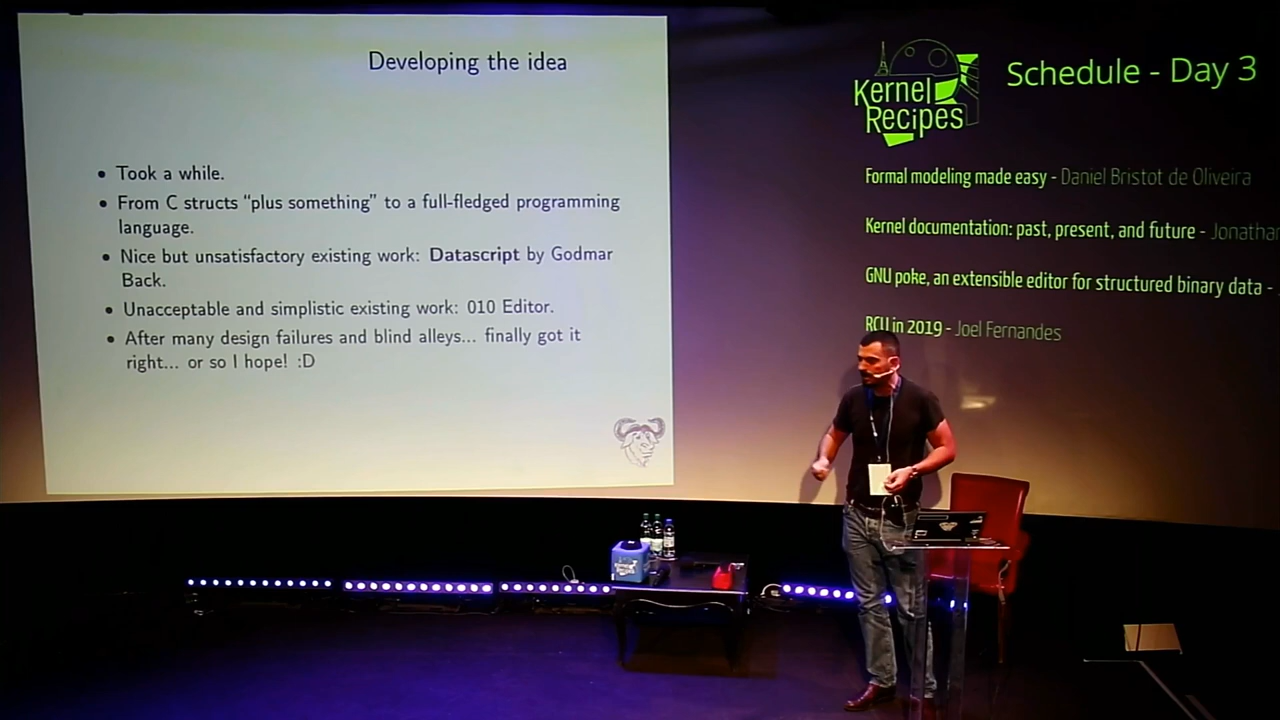 Developing the idea
• Took a while.
• From C structs “plus something” to a full-fledged programming
language.
• Nice but unsatisfactory existing work: Datascript by Godmar
Back.
• Unacceptable and simplistic existing work: 010 Editor.
• After many design failures and blind alleys... finally got it
right... or so I hope! :D
Kernel
Recipes
Schedule - Day 3
Formal modeling made easy - Daniel Bristot de Oliveira
Kernel documentation: past, present, and future - Jonathan
GNU poke, an extensible editor for structured binary data -
RCU in 2019 - Joel Fernandes